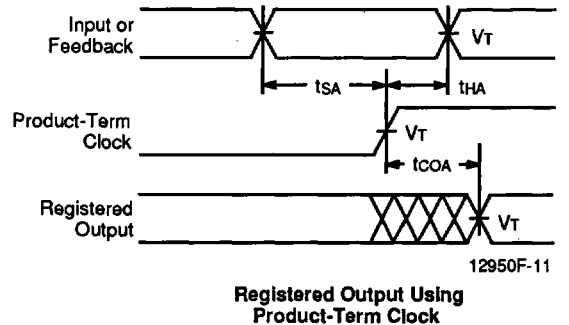 Input or
Feedback
VT
tSA
tHA
Product-Term
Clock
VT
tCOA
Registered
Output
VT
12950F-11
Registered Output Using
Product-Term Clock